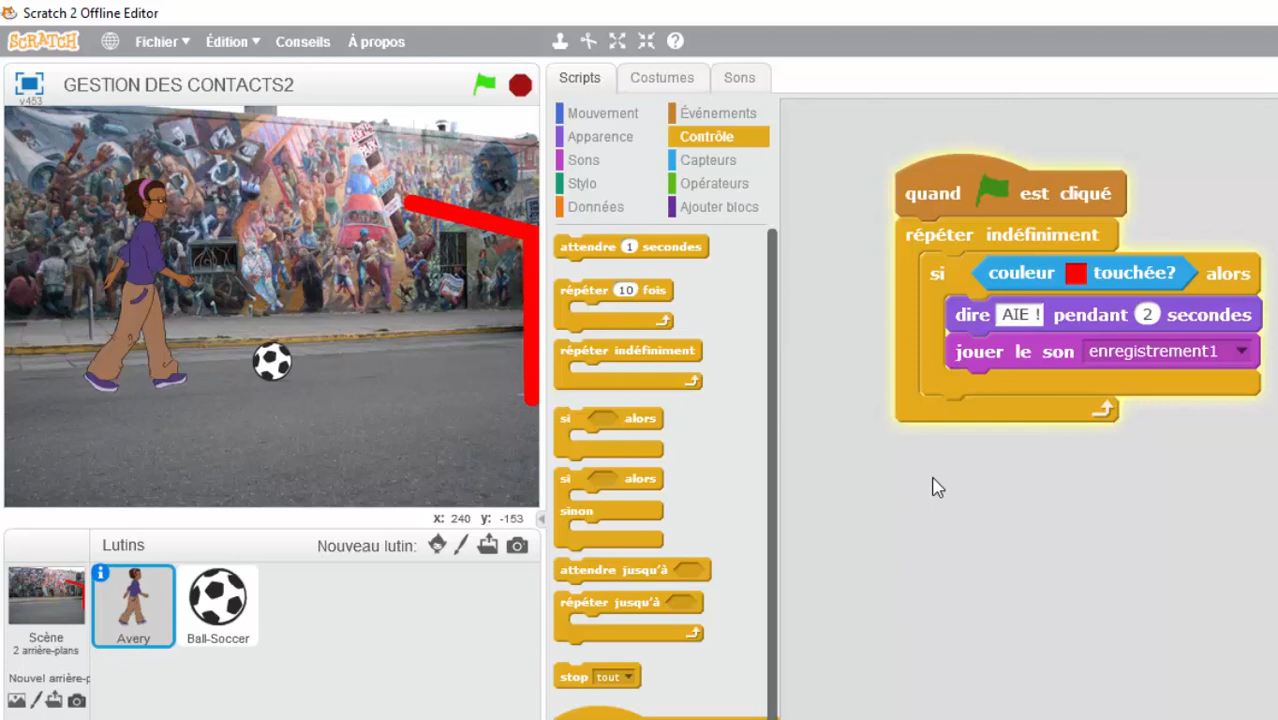 Scratch 2 Offline Editor
SCRATCH Fichier Édition Conseils À propos
GESTION DES CONTACTS2
v453
Scripts Costumes Sons
Mouvement Événements
Apparence Contrôle
Sons Capteurs
Stylo Opérateurs
Données Ajouter blocs
attendre 1 secondes
répéter 10 fois
répéter indéfiniment
si alors
si alors
sinon
attendre jusqu'à
répéter jusqu'à
stop tout
quand est cliqué
répéter indéfiniment
si couleur touchée? alors
dire AIE ! pendant 2 secondes
jouer le son enregistrement1
x: 240 y: -153
Lutins Nouveau lutin:
Scène
2 arrière-plans
Nouvel arrière-p
Avery
Ball-Soccer